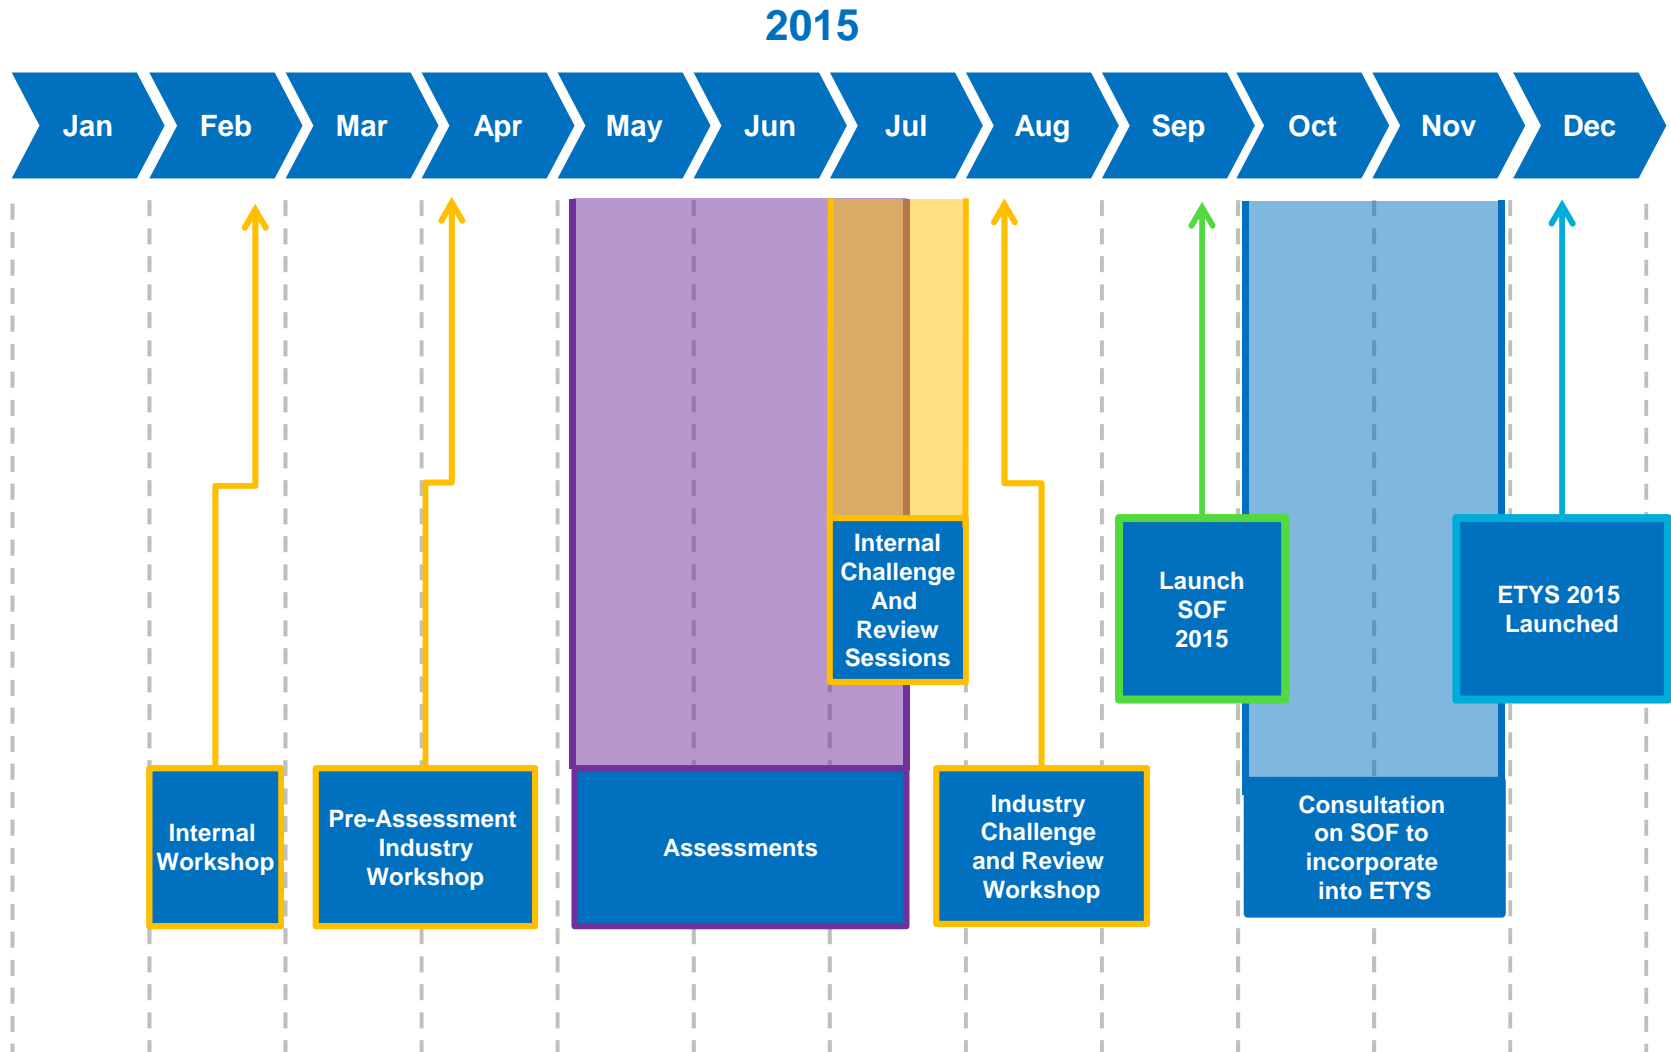 2015
Jan
Feb
Mar
Apr
May
Jun
Jul
Aug
Sep
Oct
Nov
Dec
Internal
Challenge
And
Review
Sessions
Launch
SOF
2015
ETYS 2015
Launched
Internal
Workshop
Pre-Assessment
Industry
Workshop
Assessments
Industry
Challenge
and Review
Workshop
Consultation
on SOF to
incorporate
into ETYS